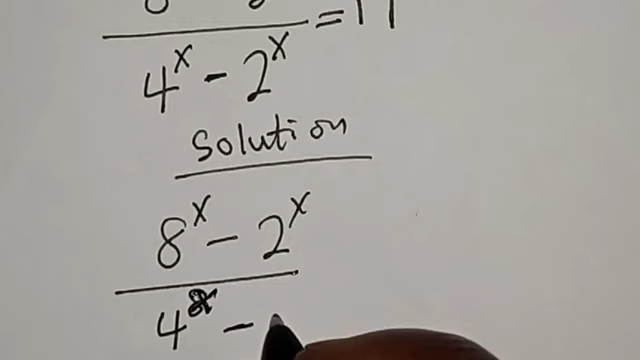 = 11
4^x - 2^x
Solution
8^x - 2^x
4^x -